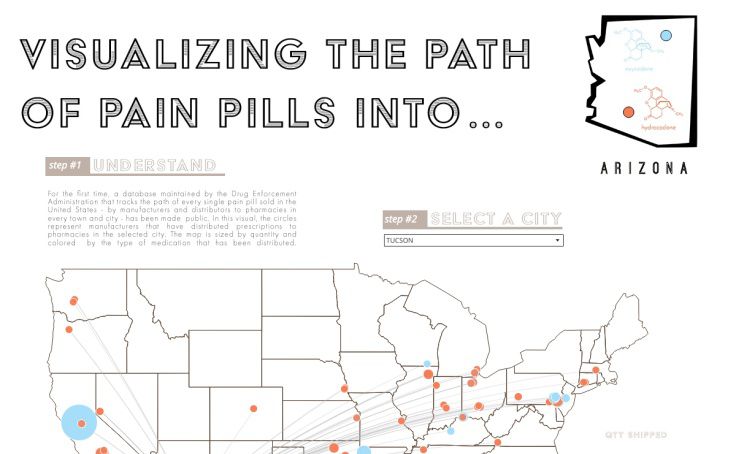 VISUALIZING THE PATH
OF PAIN PILLS INTO...
oxycodone
hydrocodone
ARIZONA
step #1 UNDERSTAND
For the first time, a database maintained by the Drug Enforcement
Administration that tracks the path of every single pain pill sold in the
United States - by manufacturers and distributors to pharmacies in
every town and city - has been made public. In this visual, the circles
represent manufacturers that have distributed prescriptions to
pharmacies in the selected city. The map is sized by quantity and
colored by the type of medication that has been distributed.
step #2 SELECT A CITY
TUCSON
QTY SHIPPED